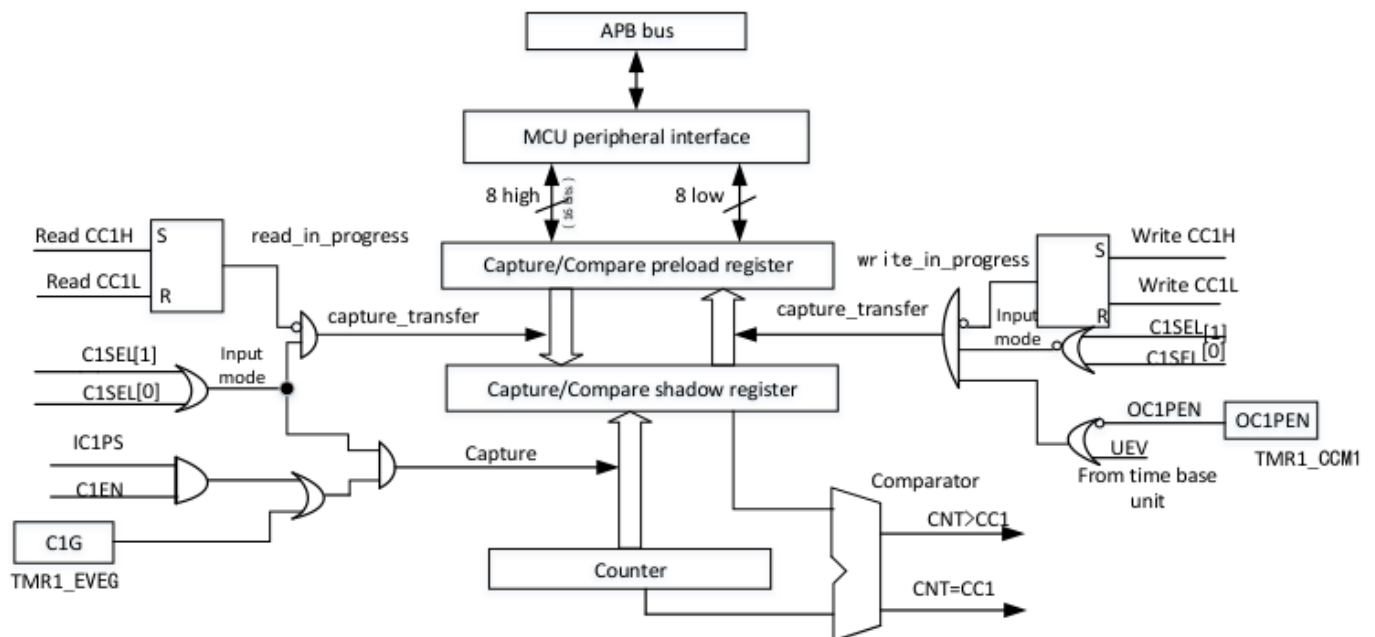 APB bus
MCU peripheral interface
8 high
( 16 bits )
8 low
Read CC1H
S
read_in_progress
Read CC1L
R
Capture/Compare preload register
write_in_progress
S
Write CC1H
Write CC1L
R
capture_transfer
capture_transfer
Input
mode
C1SEL[1]
C1SEL[0]
C1SEL[1]
C1SEL[0]
Input
mode
Capture/Compare shadow register
IC1PS
C1EN
Capture
OC1PEN
OC1PEN
UEV
TMR1_CCM1
From time base
unit
Comparator
C1G
TMR1_EVEG
CNT>CC1
Counter
CNT=CC1